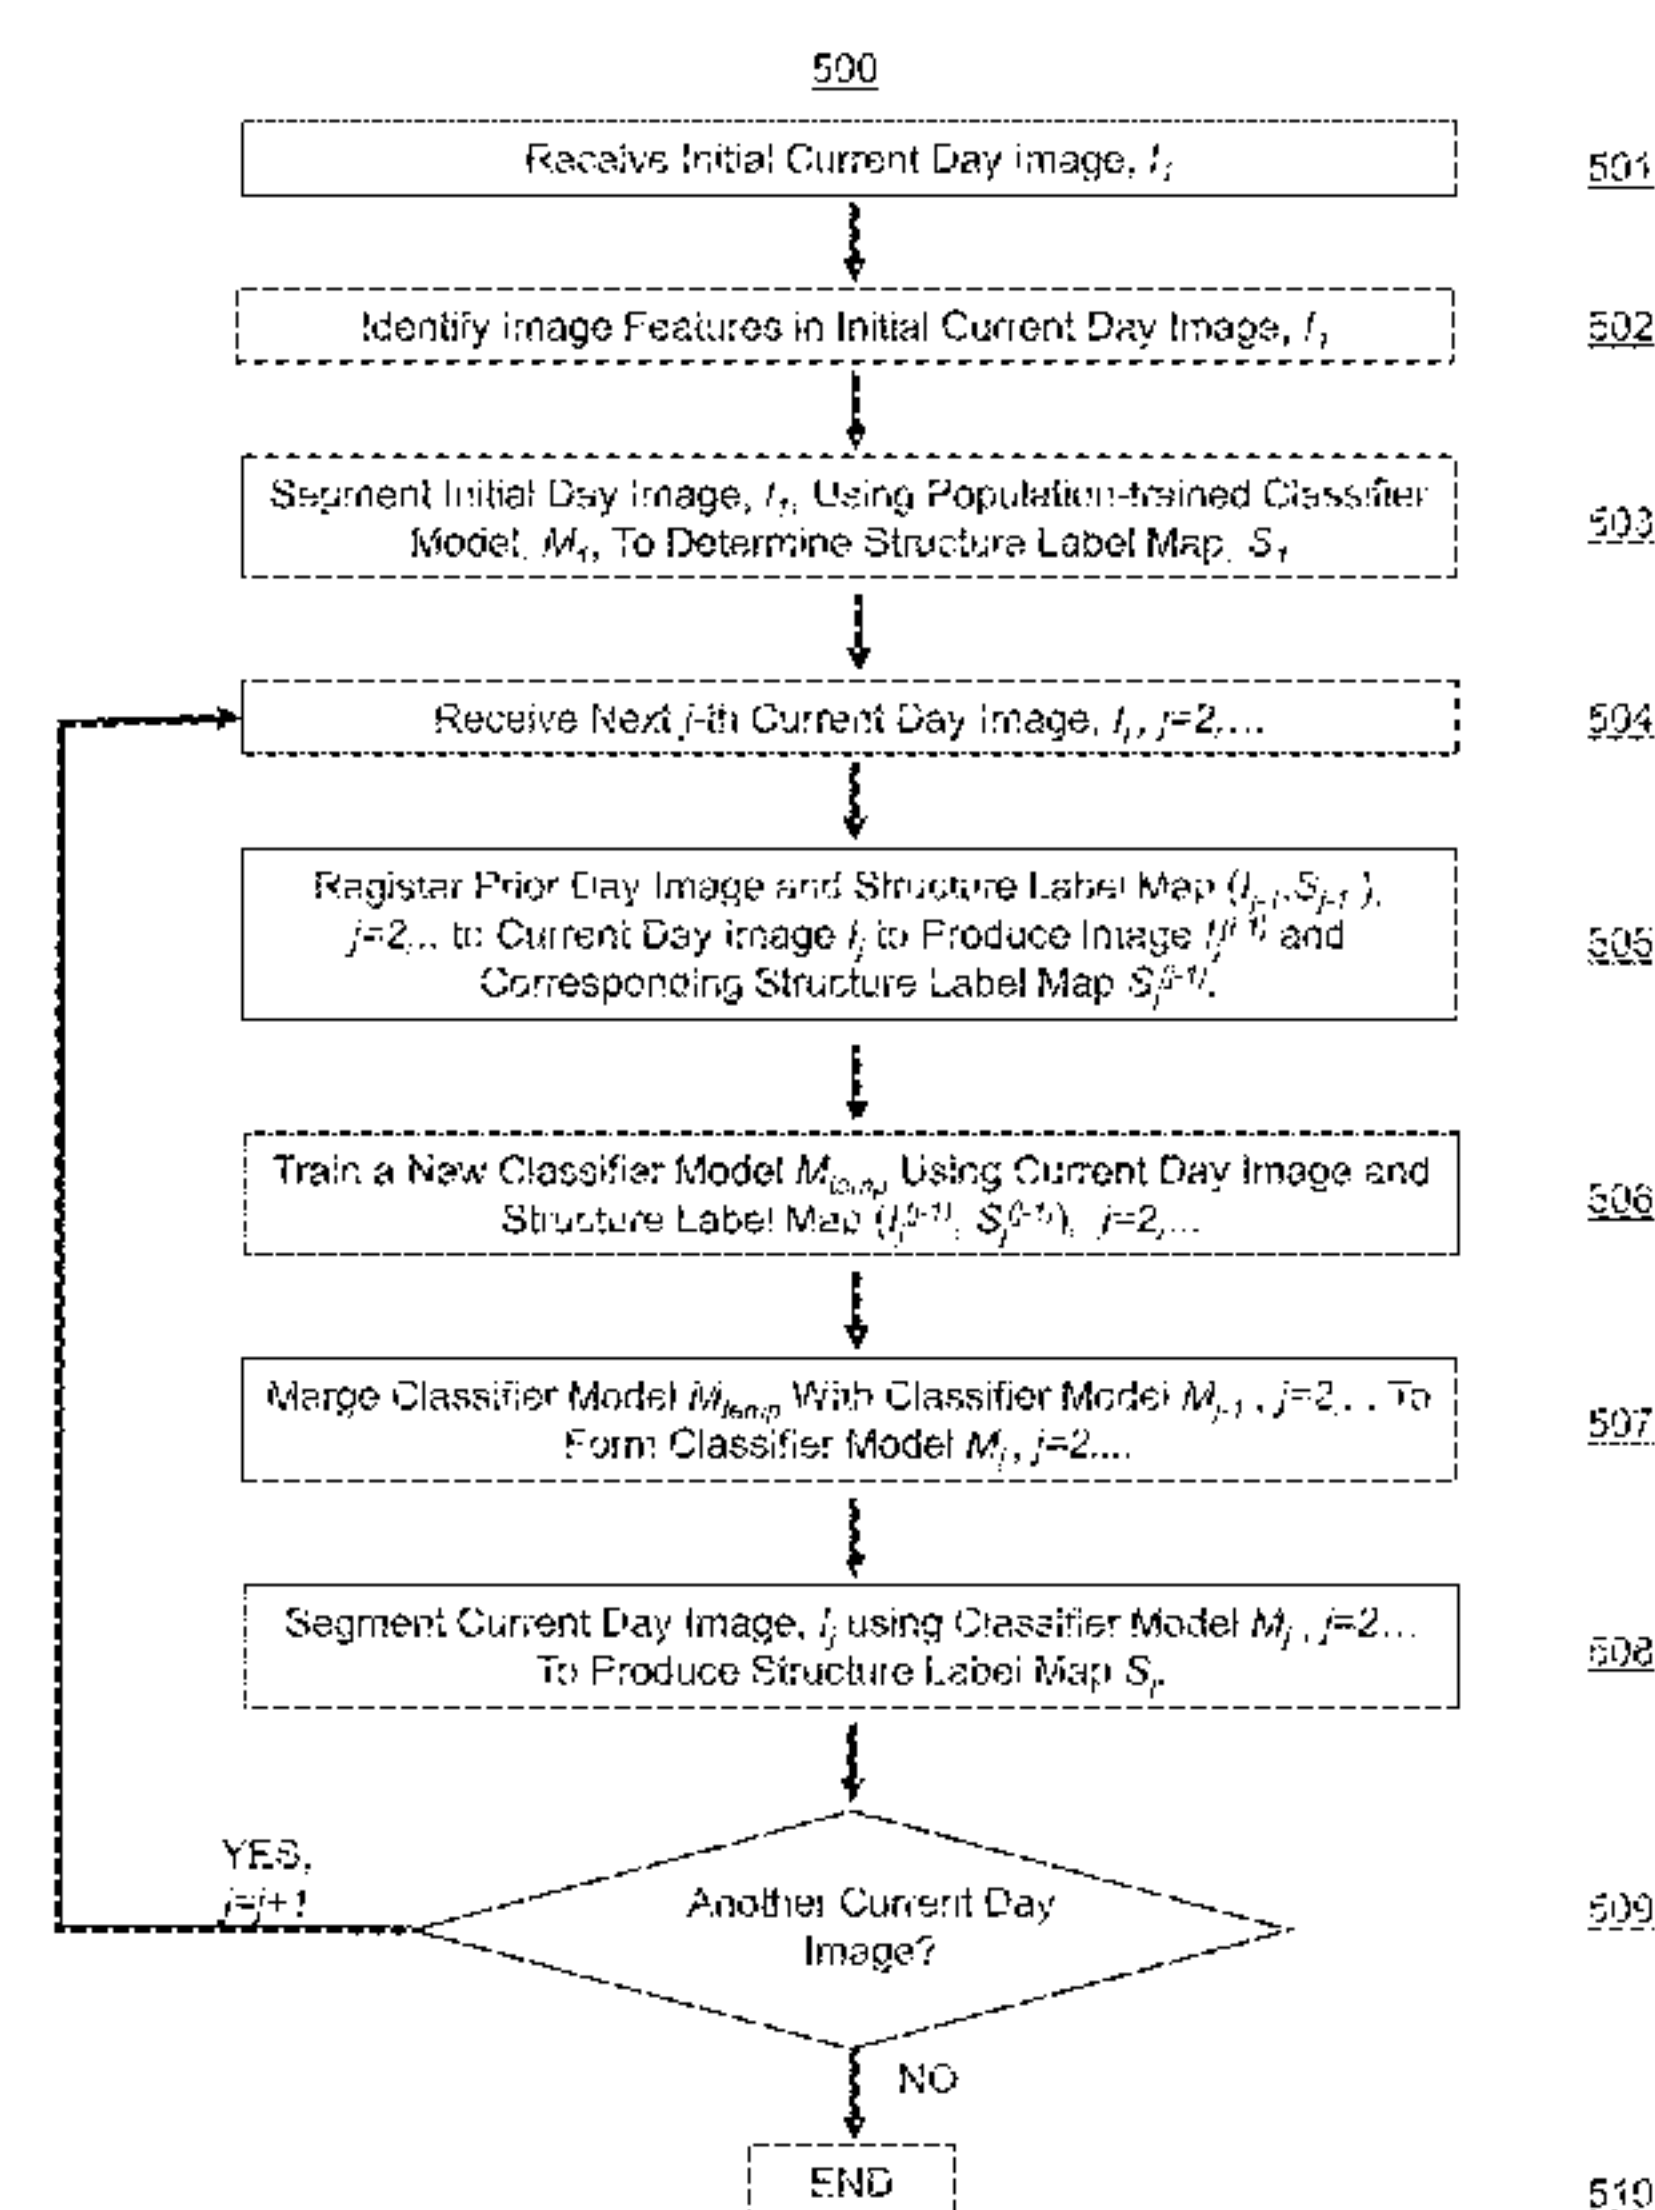 500
Receive Initial Current Day image, I₁
501
Identify image Features in Initial Current Day Image, I₁
502
Segment Initial Day Image, I₁, Using Population-trained Classifier
Model, M₁, To Determine Structure Label Map, S₁
503
Receive Next j-th Current Day Image, Iⱼ, j=2,...
504
Register Prior Day Image and Structure Label Map (Iⱼ₋₁,Sⱼ₋₁),
j=2,.. to Current Day image Iⱼ to Produce Image Iⱼ⁽ʲ⁻¹⁾ and
Corresponding Structure Label Map Sⱼ⁽ʲ⁻¹⁾.
505
Train a New Classifier Model Mtemp Using Current Day Image and
Structure Label Map (Iⱼ⁽ʲ⁻¹⁾, Sⱼ⁽ʲ⁻¹⁾), j=2,...
506
Merge Classifier Model Mtemp With Classifier Model Mⱼ₋₁, j=2,... To
Form Classifier Model Mⱼ, j=2,...
507
Segment Current Day Image, Iⱼ using Classifier Model Mⱼ, j=2...
To Produce Structure Label Map Sⱼ.
508
YES,
j=j+1
Another Current Day
Image?
509
NO
END
510